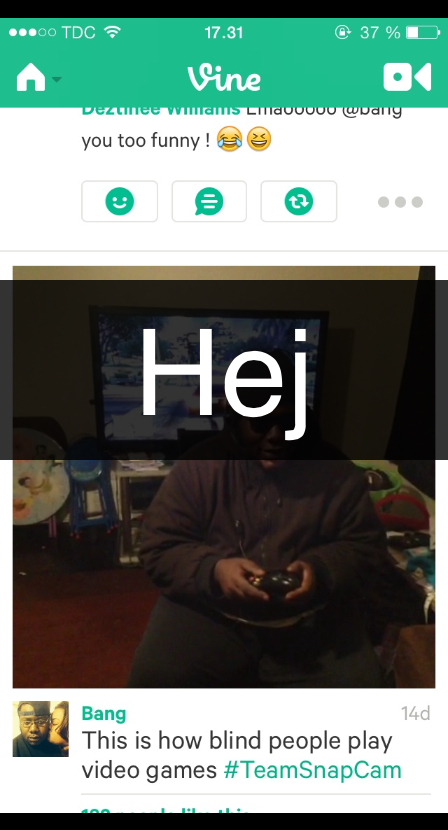 TDC 17.31 37 %
Vine
Deztinee Williams Lmaooooo @bang
you too funny ! 😂😆
Hej
Bang 14d
This is how blind people play
video games #TeamSnapCam